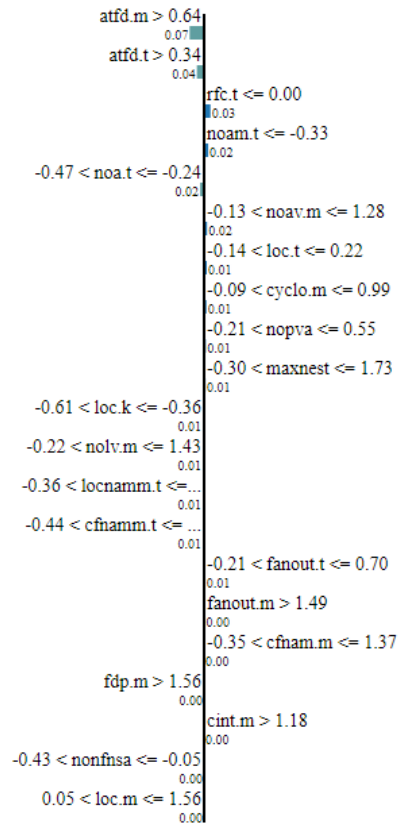 atfd.m > 0.64
0.07
atfd.t > 0.34
0.04
rfc.t <= 0.00
0.03
noam.t <= -0.33
0.02
-0.47 < noa.t <= -0.24
0.02
-0.13 < noav.m <= 1.28
0.02
-0.14 < loc.t <= 0.22
0.01
-0.09 < cyclo.m <= 0.99
0.01
-0.21 < nopva <= 0.55
0.01
-0.30 < maxnest <= 1.73
0.01
-0.61 < loc.k <= -0.36
0.01
-0.22 < nolv.m <= 1.43
0.01
-0.36 < locnamm.t <=...
0.01
-0.44 < cfnamm.t <= ...
0.01
-0.21 < fanout.t <= 0.70
0.01
fanout.m > 1.49
0.00
-0.35 < cfnam.m <= 1.37
0.00
fdp.m > 1.56
0.00
cint.m > 1.18
0.00
-0.43 < nonfnsa <= -0.05
0.00
0.05 < loc.m <= 1.56
0.00